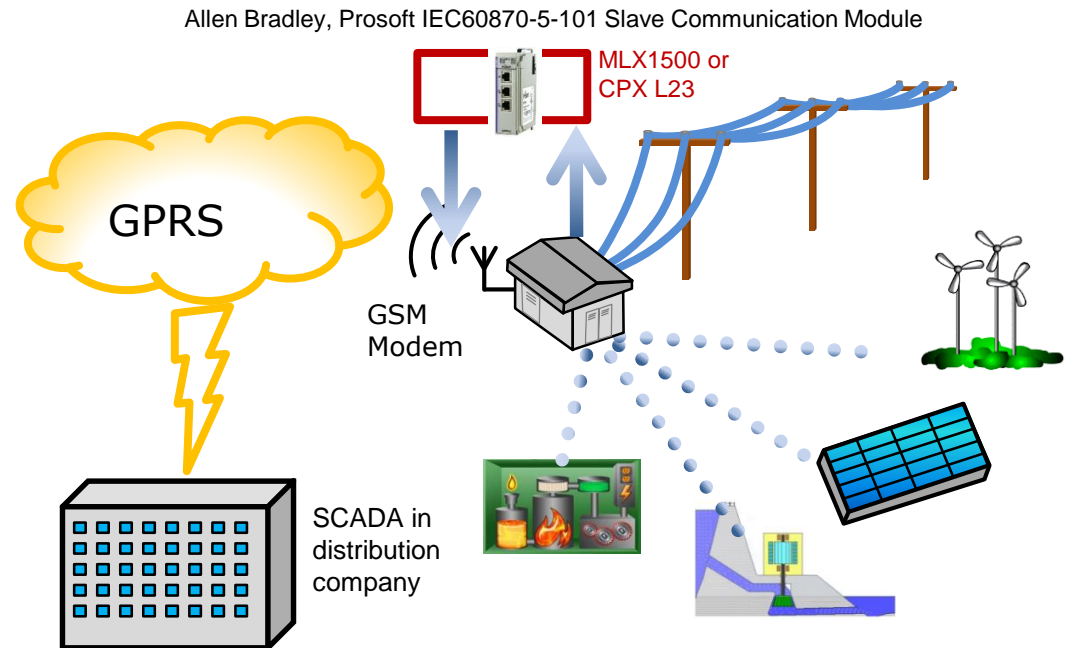 Allen Bradley, Prosoft IEC60870-5-101 Slave Communication Module
MLX1500 or
CPX L23
GPRS
GSM
Modem
SCADA in
distribution
company